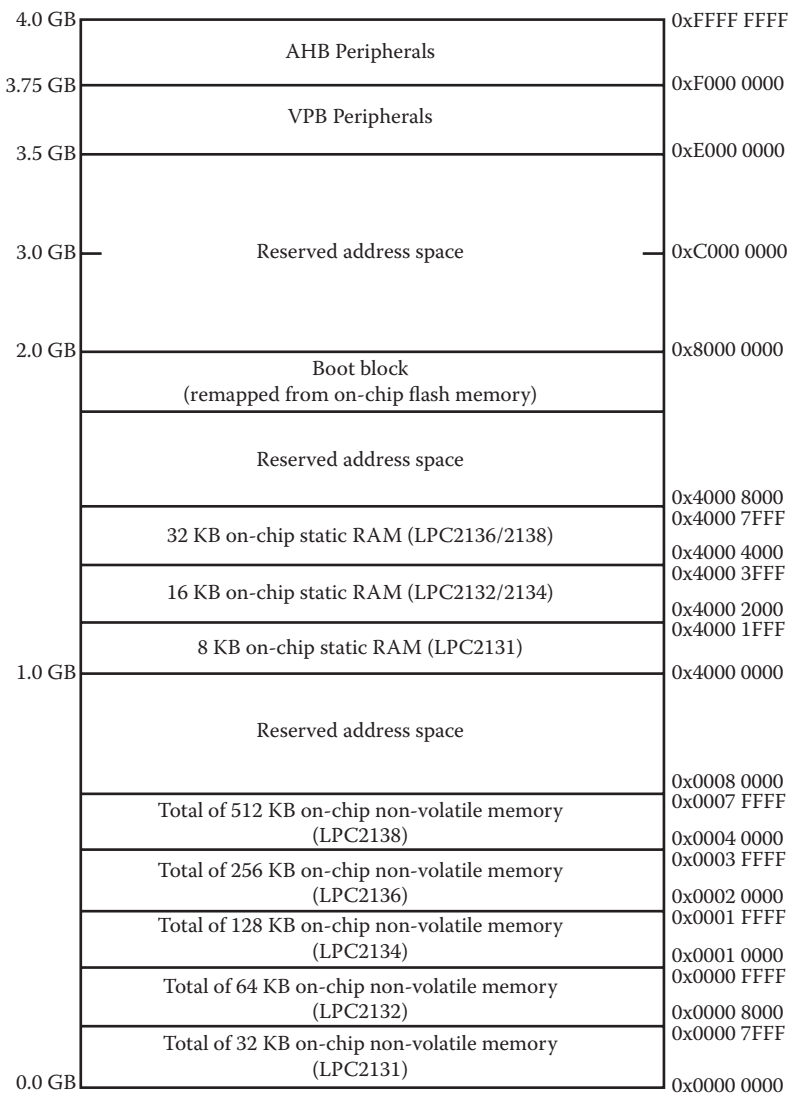 4.0 GB
0xFFFF FFFF
AHB Peripherals
3.75 GB
0xF000 0000
VPB Peripherals
3.5 GB
0xE000 0000
Reserved address space
3.0 GB
0xC000 0000
2.0 GB
0x8000 0000
Boot block
(remapped from on-chip flash memory)
Reserved address space
0x4000 8000
0x4000 7FFF
32 KB on-chip static RAM (LPC2136/2138)
0x4000 4000
0x4000 3FFF
16 KB on-chip static RAM (LPC2132/2134)
0x4000 2000
0x4000 1FFF
8 KB on-chip static RAM (LPC2131)
1.0 GB
0x4000 0000
Reserved address space
0x0008 0000
0x0007 FFFF
Total of 512 KB on-chip non-volatile memory
(LPC2138)
0x0004 0000
0x0003 FFFF
Total of 256 KB on-chip non-volatile memory
(LPC2136)
0x0002 0000
0x0001 FFFF
Total of 128 KB on-chip non-volatile memory
(LPC2134)
0x0001 0000
0x0000 FFFF
Total of 64 KB on-chip non-volatile memory
(LPC2132)
0x0000 8000
0x0000 7FFF
Total of 32 KB on-chip non-volatile memory
(LPC2131)
0.0 GB
0x0000 0000